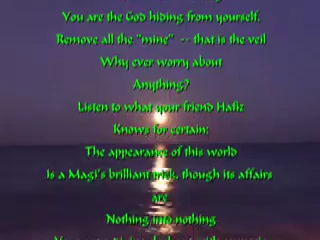 You are the God hiding from yourself.
Remove all the "mine" -- that is the veil
Why ever worry about
Anything?
Listen to what your friend Hafiz
Knows for certain:
The appearance of this world
Is a Magi's brilliant trick, though its affairs
are
Nothing into nothing